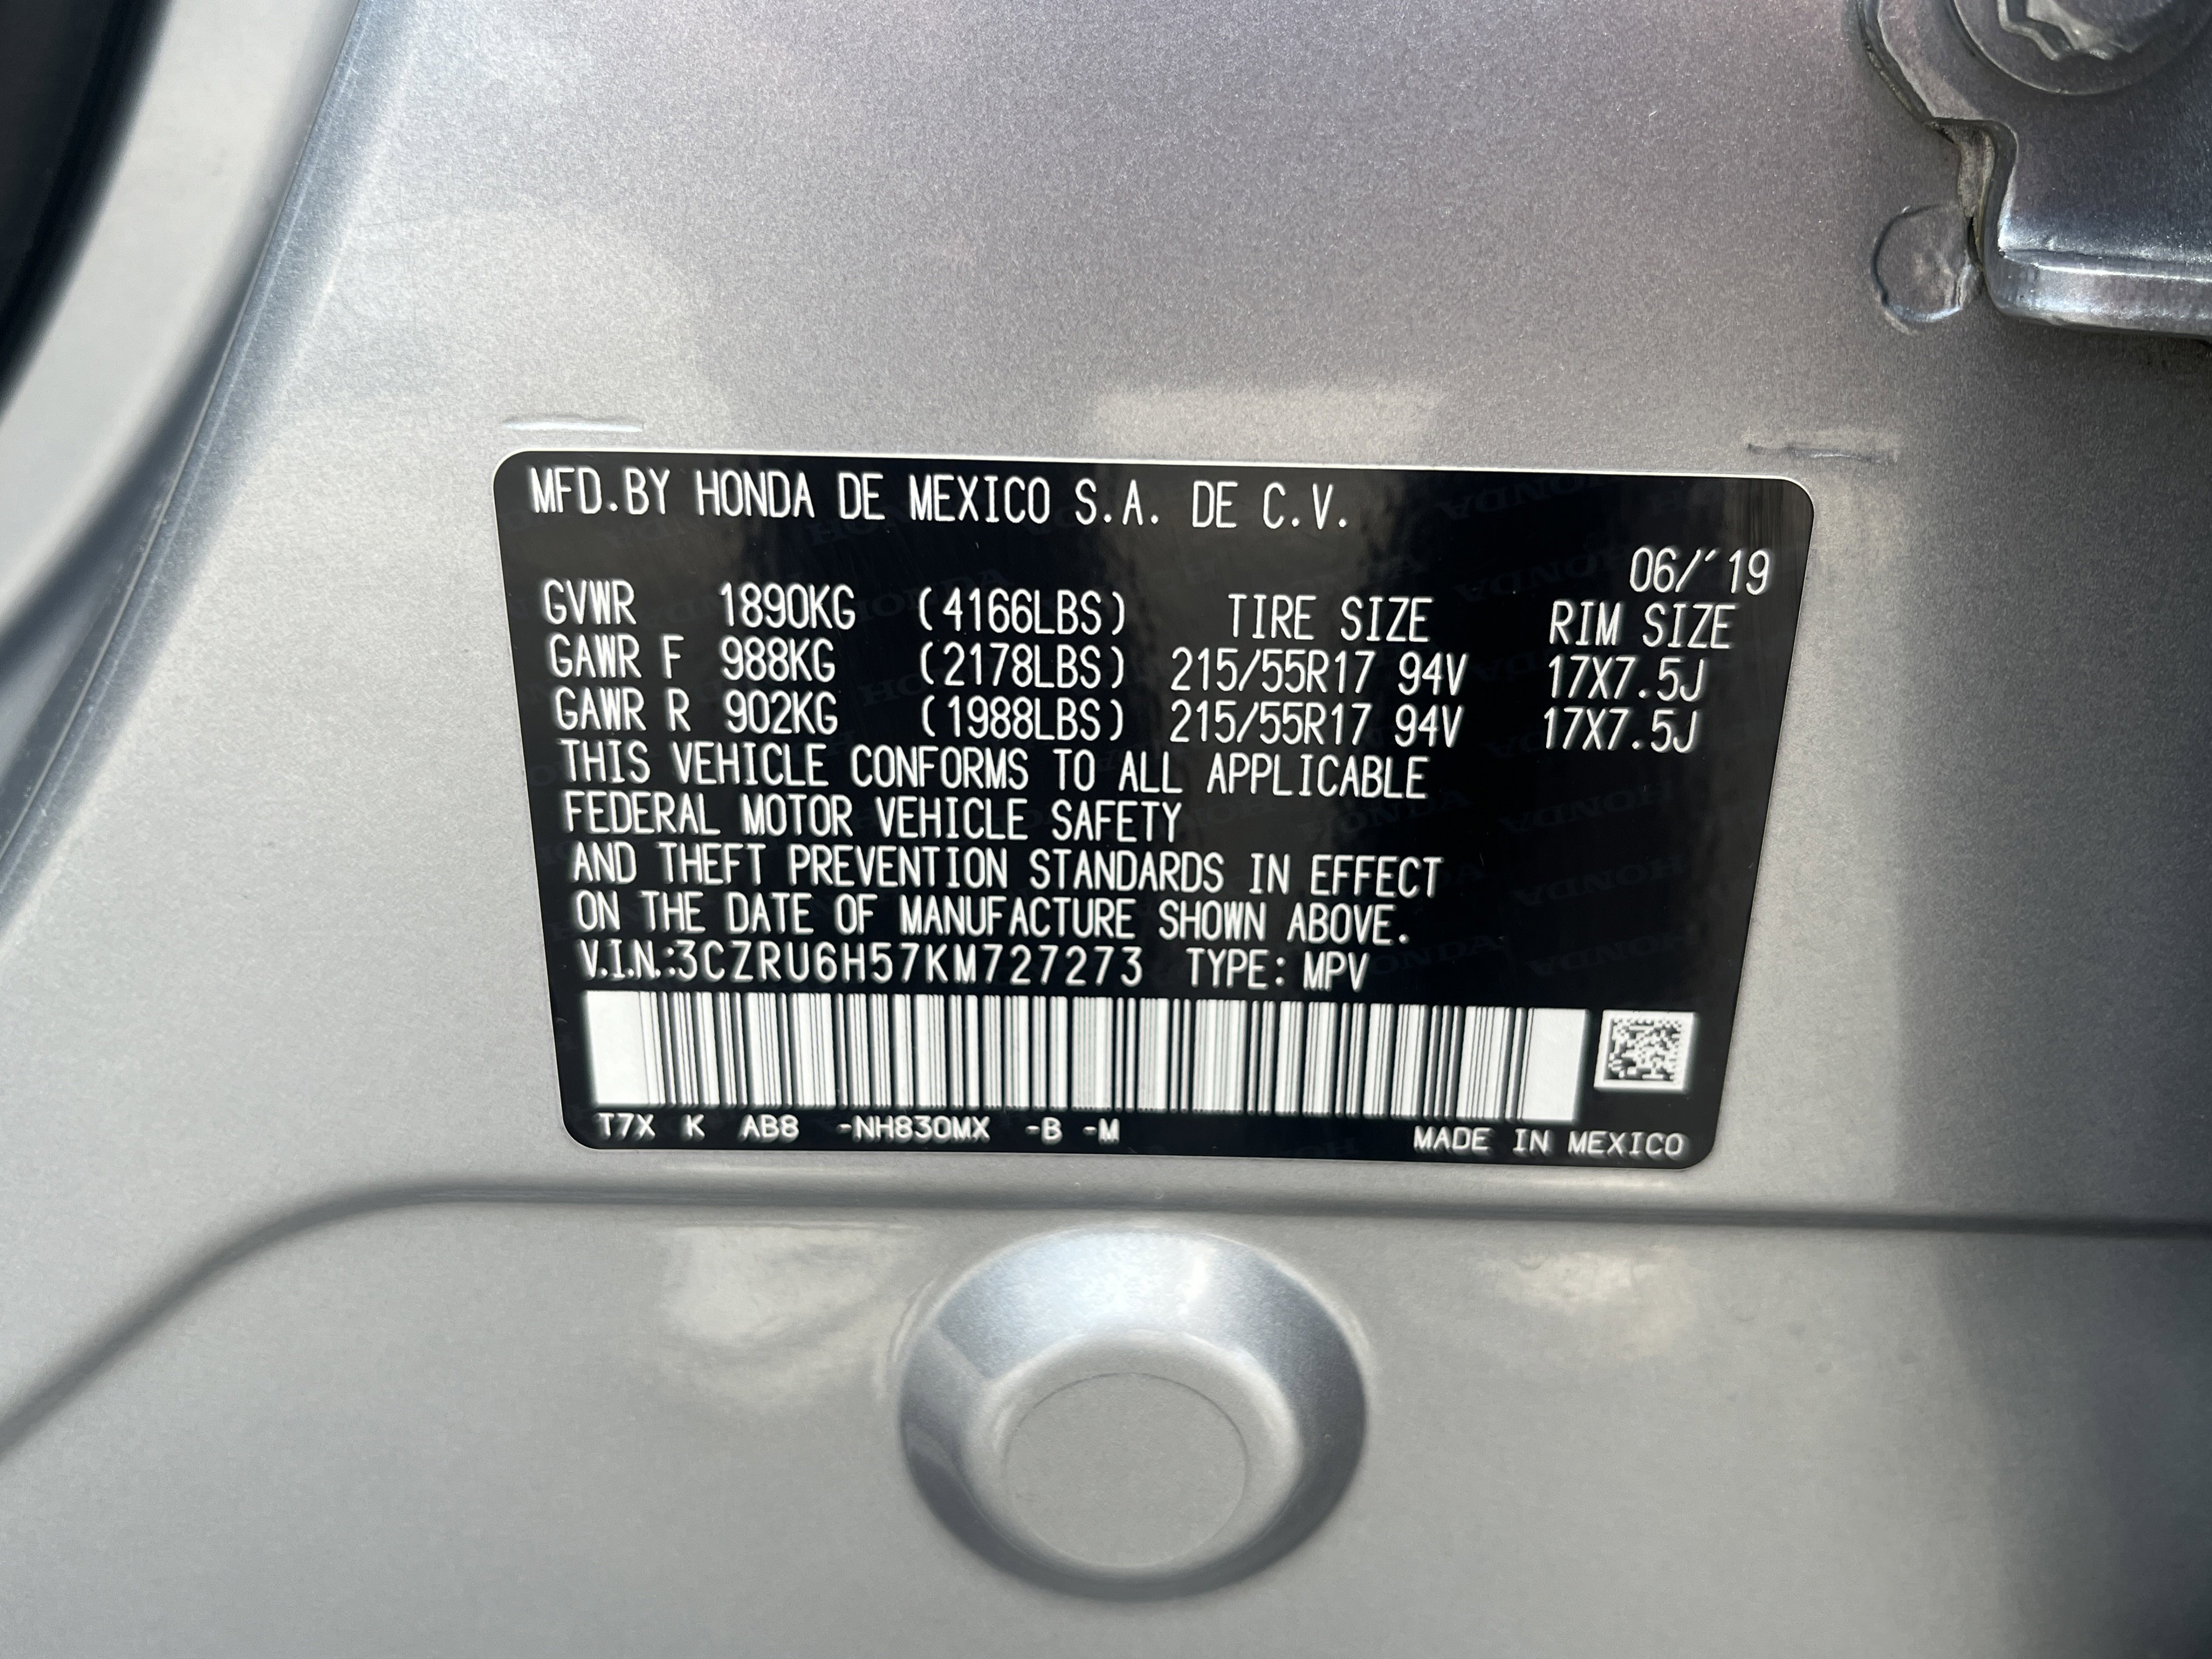 MFD.BY HONDA DE MEXICO S.A. DE C.V.
06/'19
GVWR 1890KG (4166LBS) TIRE SIZE RIM SIZE
GAWR F 988KG (2178LBS) 215/55R17 94V 17X7.5J
GAWR R 902KG (1988LBS) 215/55R17 94V 17X7.5J
THIS VEHICLE CONFORMS TO ALL APPLICABLE
FEDERAL MOTOR VEHICLE SAFETY
AND THEFT PREVENTION STANDARDS IN EFFECT
ON THE DATE OF MANUFACTURE SHOWN ABOVE.
V.I.N.:3CZRU6H57KM727273 TYPE: MPV
T7X K AB8 -NH830MX -B -M MADE IN MEXICO